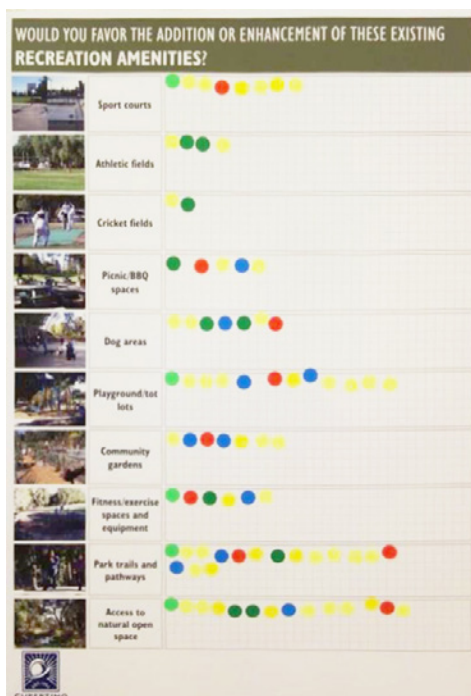 WOULD YOU FAVOR THE ADDITION OR ENHANCEMENT OF THESE EXISTING
RECREATION AMENITIES?
Sport courts
Athletic fields
Cricket fields
Picnic/BBQ
spaces
Dog areas
Playground/tot
lots
Community
gardens
Fitness/exercise
spaces and
equipment
Park trails and
pathways
Access to
natural open
space
CUPERTINO